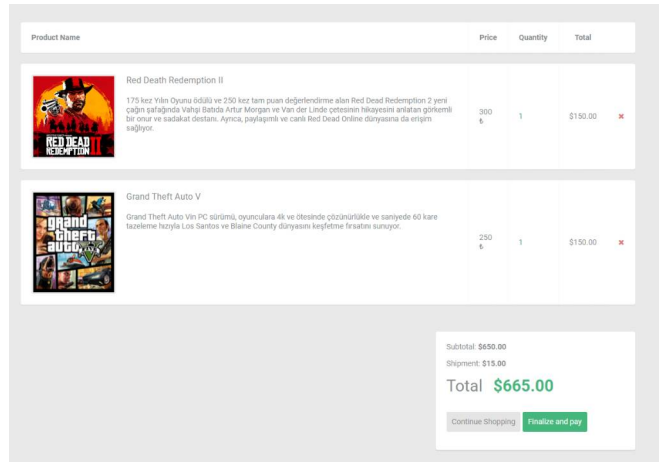 Product Name Price Quantity Total
Red Death Redemption II
175 kez Yılın Oyunu ödülü ve 250 kez tam puan değerlendirme alan Red Dead Redemption 2 yeni
çağın şafağında Vahşi Batıda Artur Morgan ve Van der Linde çetesinin hikayesini anlatan görkemli
bir onur ve sadakat destanı. Ayrıca, paylaşımlı ve canlı Red Dead Online dünyasına da erişim
sağlıyor.
300
₺
1
$150.00
RED DEAD
REDEMPTION II
Grand Theft Auto V
Grand Theft Auto Vin PC sürümü, oyunculara 4k ve ötesinde çözünürlükle ve saniyede 60 kare
tazeleme hızıyla Los Santos ve Blaine County dünyasını keşfetme fırsatını sunuyor.
250
₺
1
$150.00
grand
theft
auto
Subtotal: $650.00
Shipment: $15.00
Total $665.00
Continue Shopping Finalize and pay